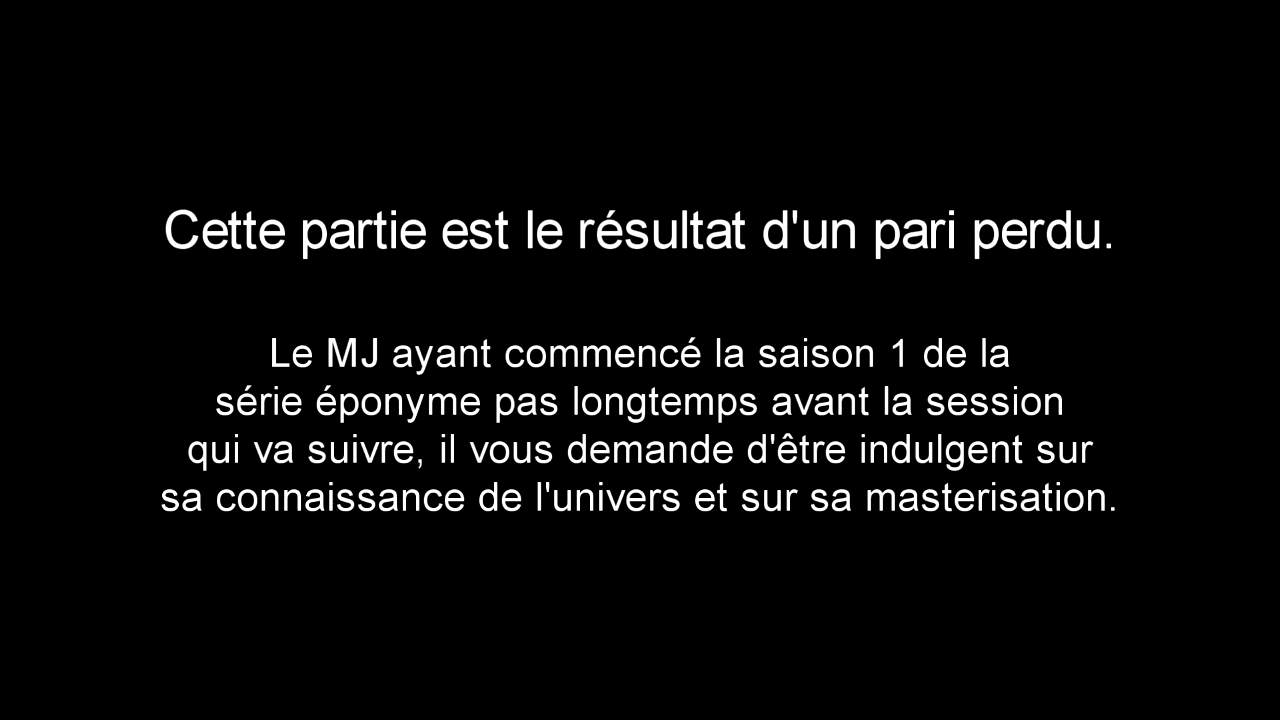 Cette partie est le résultat d'un pari perdu.
Le MJ ayant commencé la saison 1 de la
série éponyme pas longtemps avant la session
qui va suivre, il vous demande d'être indulgent sur
sa connaissance de l'univers et sur sa masterisation.